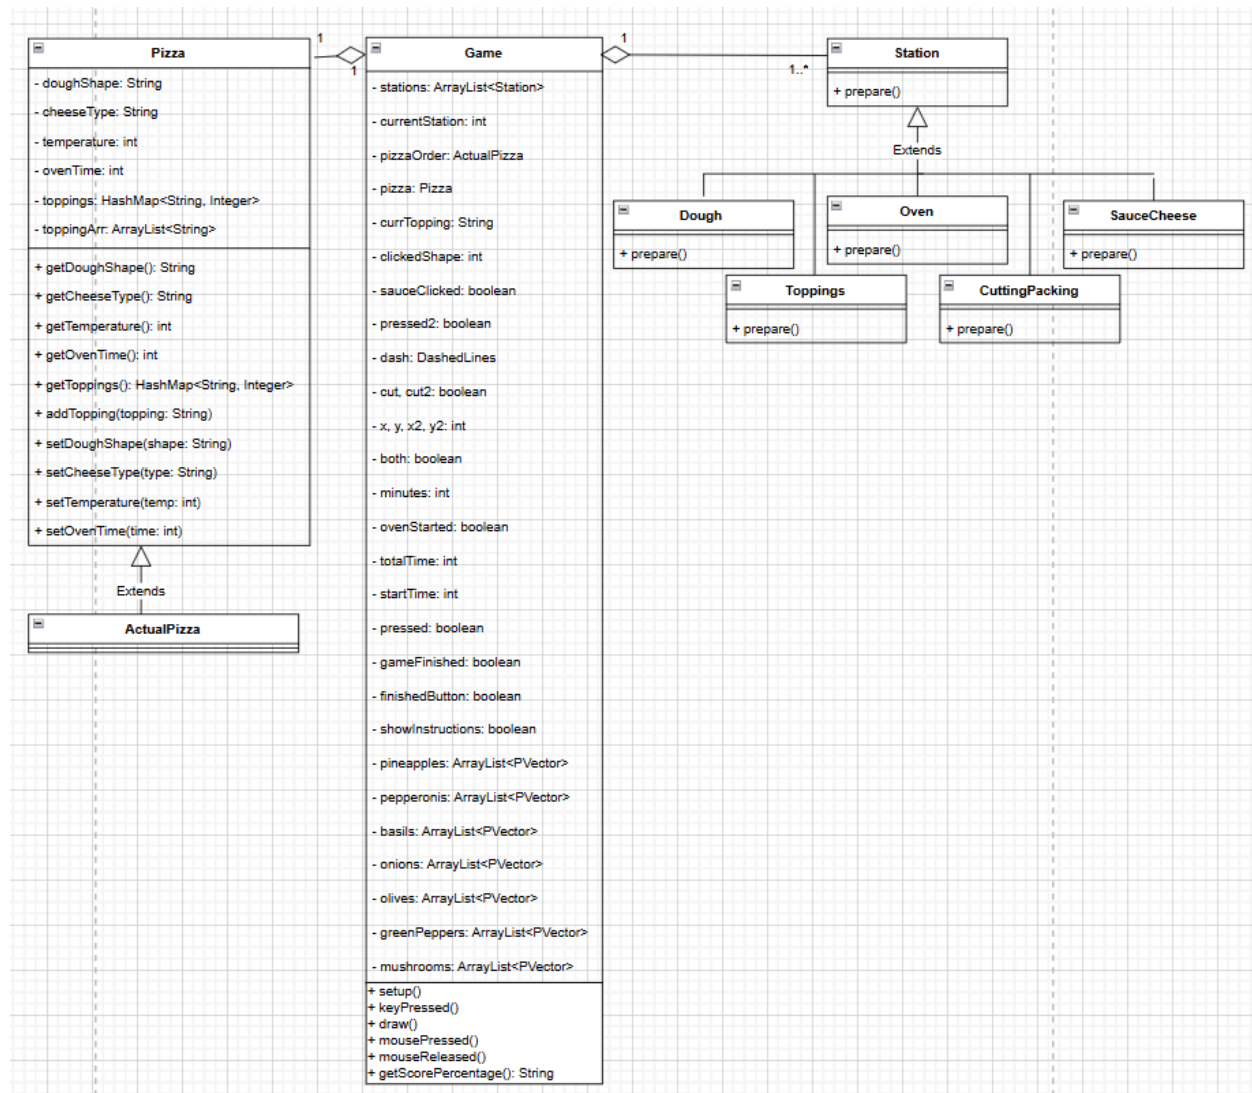 Pizza
- doughShape: String
- cheeseType: String
- temperature: int
- ovenTime: int
- toppings: HashMap<String, Integer>
- toppingArr: ArrayList<String>
+ getDoughShape(): String
+ getCheeseType(): String
+ getTemperature(): int
+ getOvenTime(): int
+ getToppings(): HashMap<String, Integer>
+ addTopping(topping: String)
+ setDoughShape(shape: String)
+ setCheeseType(type: String)
+ setTemperature(temp: int)
+ setOvenTime(time: int)
Extends
ActualPizza
1
1
Game
- stations: ArrayList<Station>
- currentStation: int
- pizzaOrder: ActualPizza
- pizza: Pizza
- currTopping: String
- clickedShape: int
- sauceClicked: boolean
- pressed2: boolean
- dash: DashedLines
- cut, cut2: boolean
- x, y, x2, y2: int
- both: boolean
- minutes: int
- ovenStarted: boolean
- totalTime: int
- startTime: int
- pressed: boolean
- gameFinished: boolean
- finishedButton: boolean
- showInstructions: boolean
- pineapples: ArrayList<PVector>
- pepperonis: ArrayList<PVector>
- basils: ArrayList<PVector>
- onions: ArrayList<PVector>
- olives: ArrayList<PVector>
- greenPeppers: ArrayList<PVector>
- mushrooms: ArrayList<PVector>
+ setup()
+ keyPressed()
+ draw()
+ mousePressed()
+ mouseReleased()
+ getScorePercentage(): String
1
1..*
Station
+ prepare()
Extends
Dough
+ prepare()
Oven
+ prepare()
SauceCheese
+ prepare()
Toppings
+ prepare()
CuttingPacking
+ prepare()